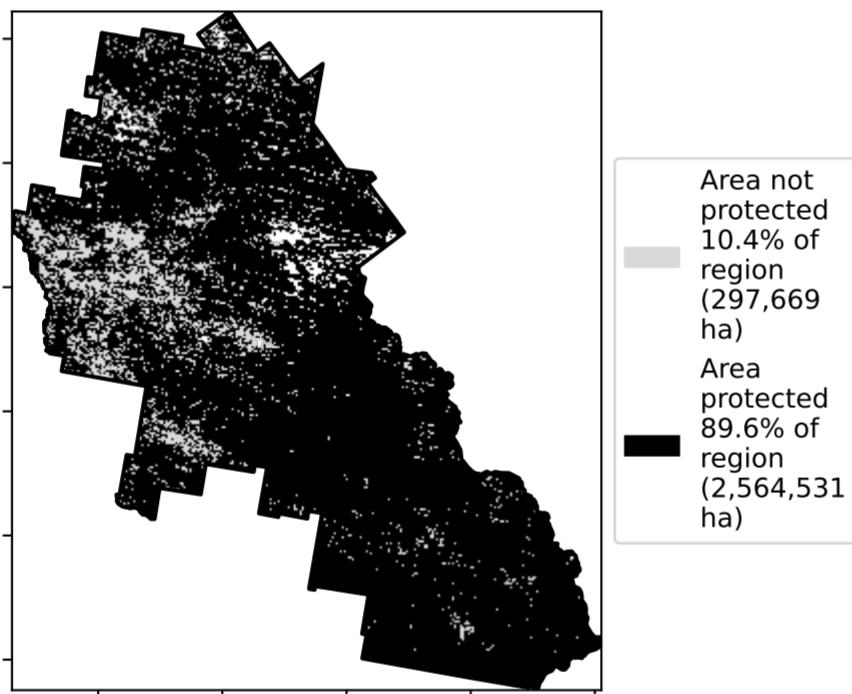 Area not
protected
10.4% of
region
(297,669
ha)
Area
protected
89.6% of
region
(2,564,531
ha)